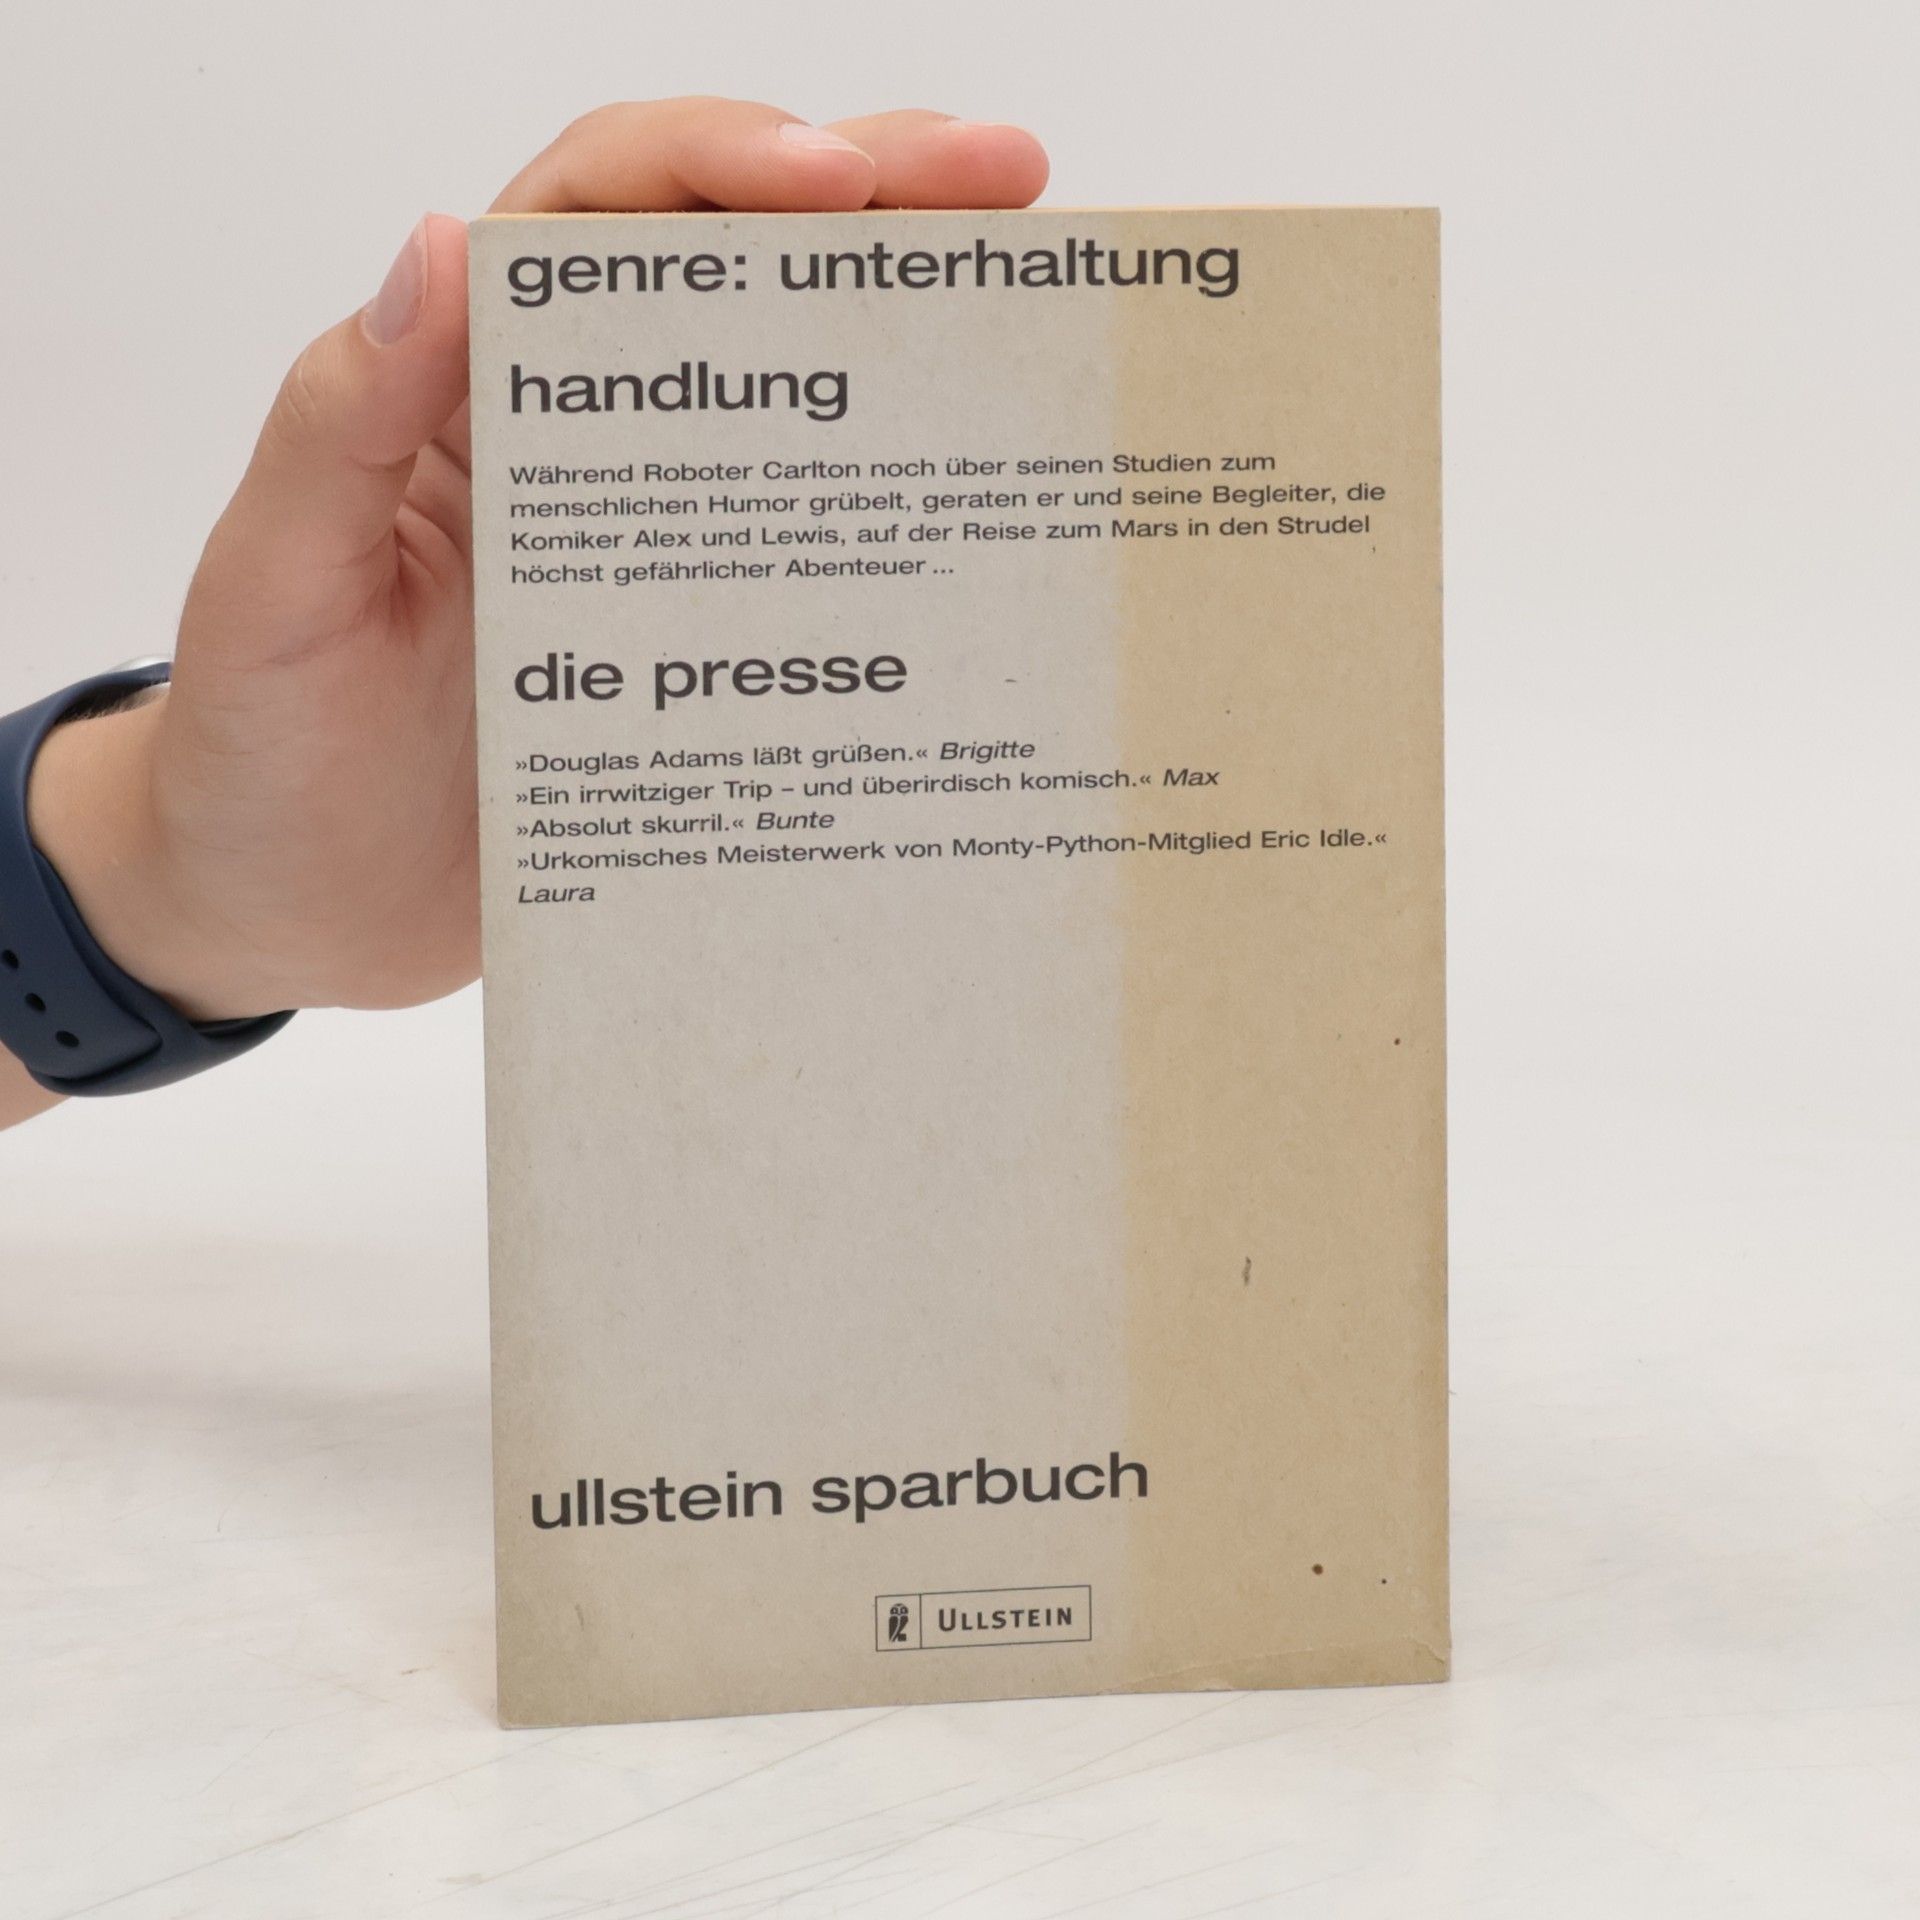 genre: unterhaltung
handlung
Während Roboter Carlton noch über seinen Studien zum
menschlichen Humor grübelt, geraten er und seine Begleiter, die
Komiker Alex und Lewis, auf der Reise zum Mars in den Strudel
höchst gefährlicher Abenteuer ...
die presse
»Douglas Adams läßt grüßen.« Brigitte
»Ein irrwitziger Trip – und überirdisch komisch.« Max
»Absolut skurril.« Bunte
»Urkomisches Meisterwerk von Monty-Python-Mitglied Eric Idle.«
Laura
ullstein sparbuch
ULLSTEIN